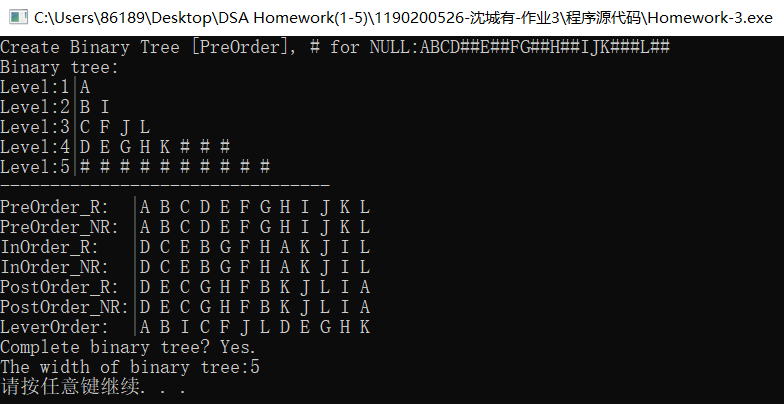 C:\Users\86189\Desktop\DSA Homework(1-5)\1190200526-沈城有-作业3\程序源代码\Homework-3.exe
Create Binary Tree [PreOrder], # for NULL:ABCD##E##FG##H##IJK###L##
Binary tree:
Level:1|A
Level:2|B I
Level:3|C F J L
Level:4|D E G H K # # #
Level:5|# # # # # # # # # #
---------------------------------
PreOrder_R:  |A B C D E F G H I J K L
PreOrder_NR: |A B C D E F G H I J K L
InOrder_R:   |D C E B G F H A K J I L
InOrder_NR:  |D C E B G F H A K J I L
PostOrder_R: |D E C G H F B K J L I A
PostOrder_NR:|D E C G H F B K J L I A
LeverOrder:  |A B I C F J L D E G H K
Complete binary tree? Yes.
The width of binary tree:5
请按任意键继续. . .